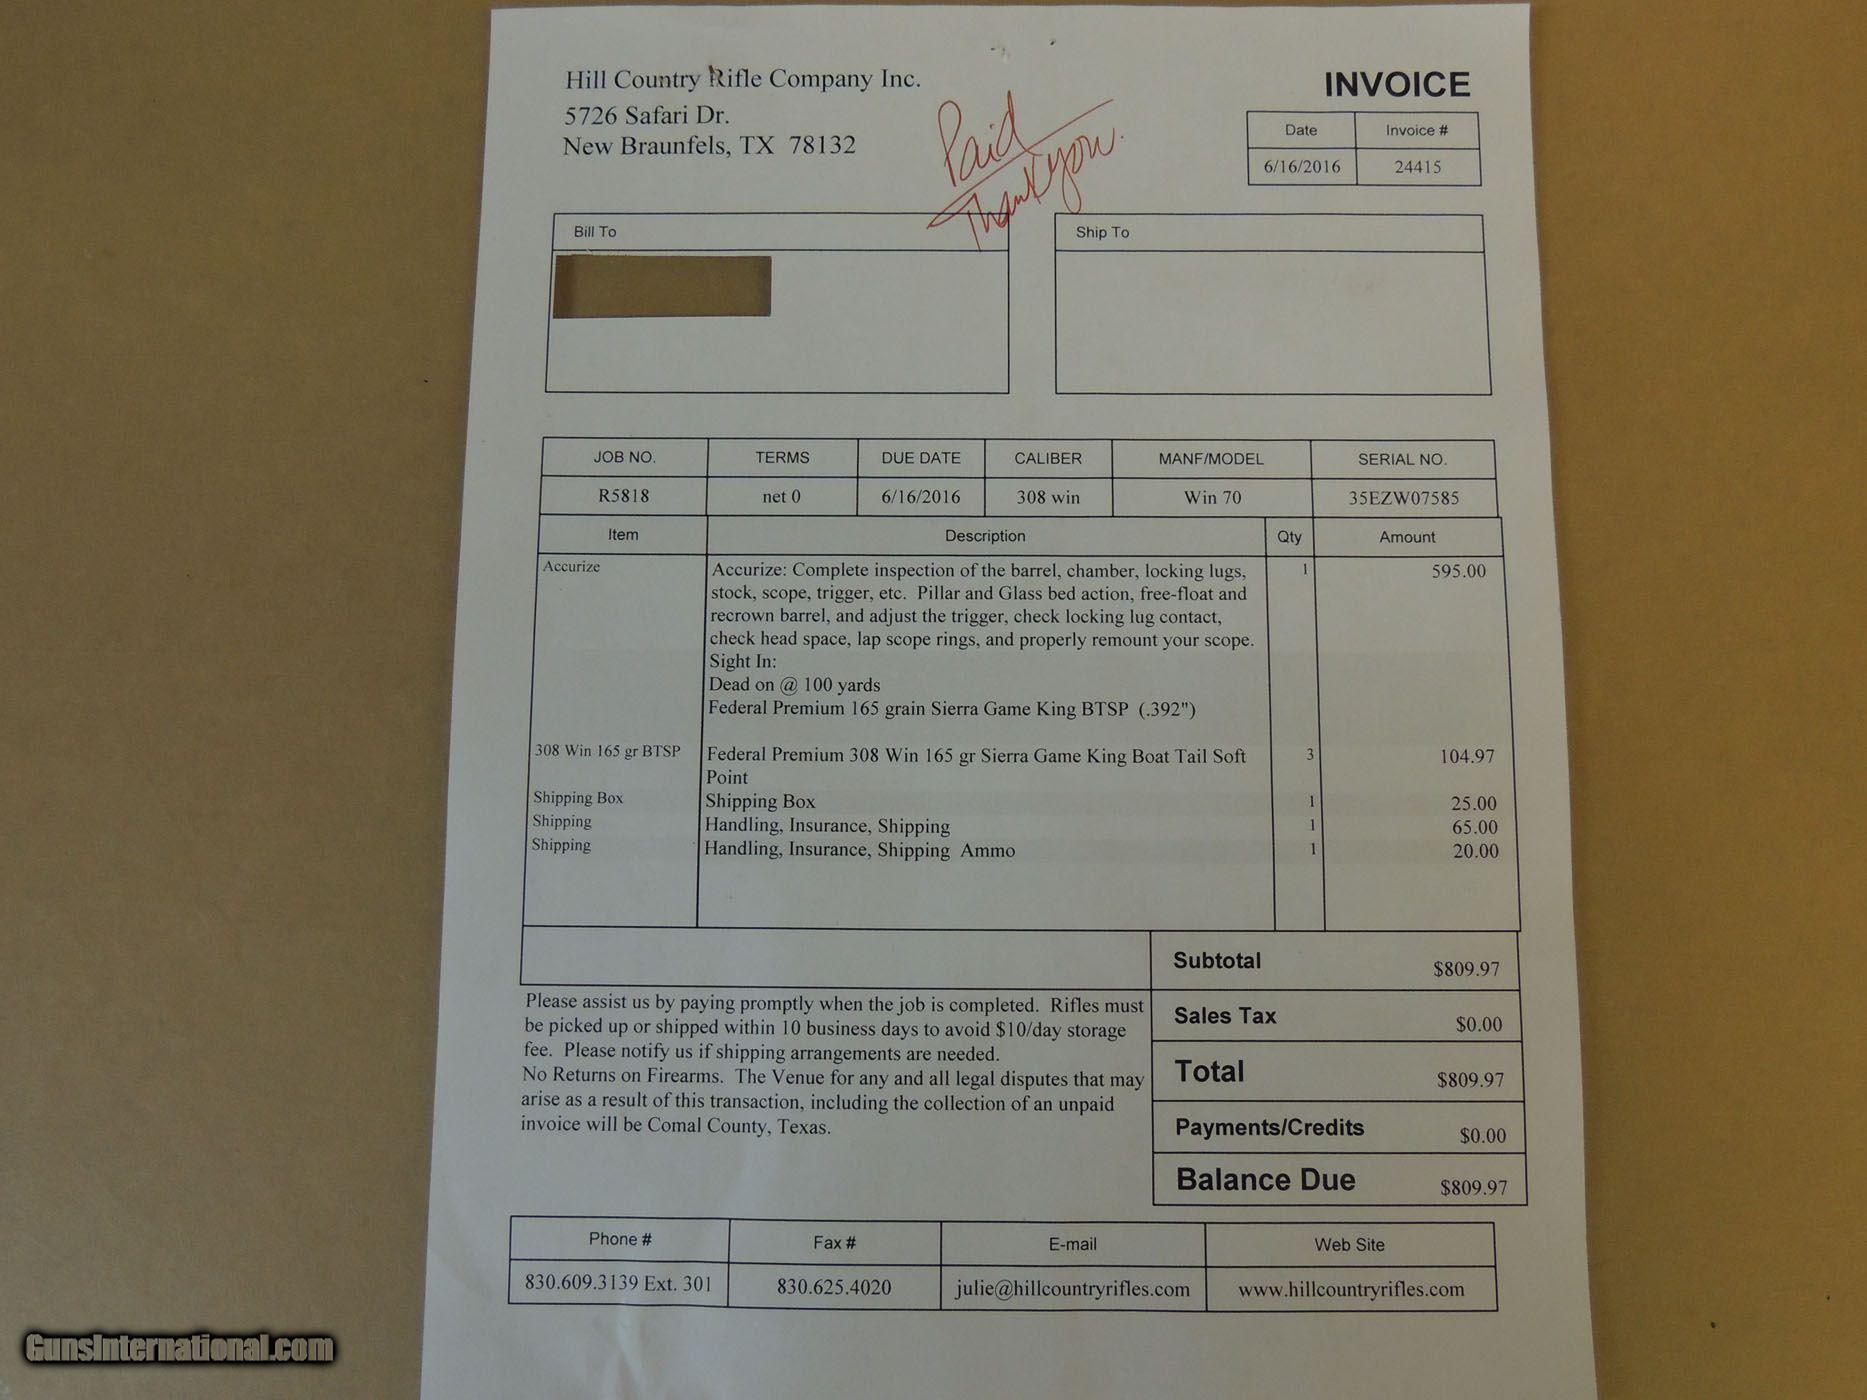 Hill Country Rifle Company Inc.
5726 Safari Dr.
New Braunfels, TX 78132
Paid
Thank you.
INVOICE
Date Invoice #
6/16/2016 24415
Bill To
Ship To
JOB NO. TERMS DUE DATE CALIBER MANF/MODEL SERIAL NO.
R5818 net 0 6/16/2016 308 win Win 70 35EZW07585
Item Description Qty Amount
Accurize Accurize: Complete inspection of the barrel, chamber, locking lugs, 1 595.00
stock, scope, trigger, etc. Pillar and Glass bed action, free-float and
recrown barrel, and adjust the trigger, check locking lug contact,
check head space, lap scope rings, and properly remount your scope.
Sight In:
Dead on @ 100 yards
Federal Premium 165 grain Sierra Game King BTSP (.392")
308 Win 165 gr BTSP Federal Premium 308 Win 165 gr Sierra Game King Boat Tail Soft 3 104.97
Point
Shipping Box Shipping Box 1 25.00
Shipping Handling, Insurance, Shipping 1 65.00
Shipping Handling, Insurance, Shipping Ammo 1 20.00
Subtotal $809.97
Please assist us by paying promptly when the job is completed. Rifles must
be picked up or shipped within 10 business days to avoid $10/day storage
fee. Please notify us if shipping arrangements are needed.
No Returns on Firearms. The Venue for any and all legal disputes that may
arise as a result of this transaction, including the collection of an unpaid
invoice will be Comal County, Texas.
Sales Tax $0.00
Total $809.97
Payments/Credits $0.00
Balance Due $809.97
Phone # Fax # E-mail Web Site
830.609.3139 Ext. 301 830.625.4020 julie@hillcountryrifles.com www.hillcountryrifles.com
GunsInternational.com